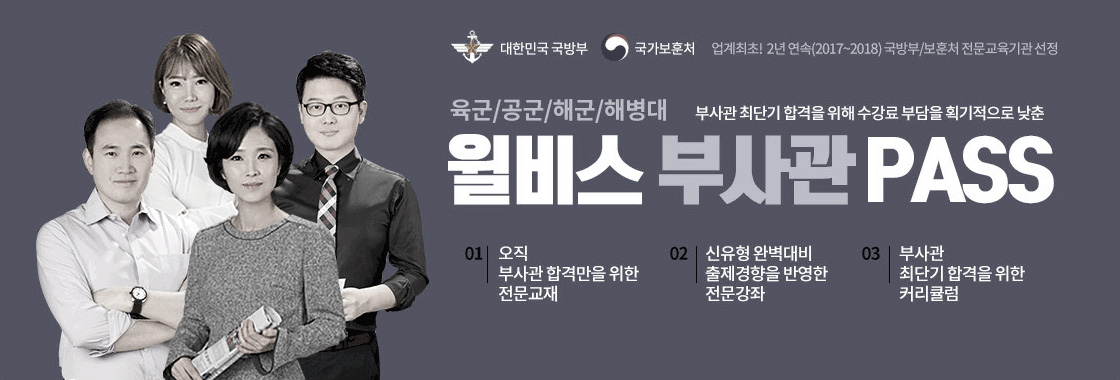 대한민국 국방부 국가보훈처 업계최초! 2년 연속(2017~2018) 국방부/보훈처 전문교육기관 선정
육군/공군/해군/해병대 부사관 최단기 합격을 위해 수강료 부담을 획기적으로 낮춘
윌비스 부사관 PASS
01 오직
부사관 합격만을 위한
전문교재
02 신유형 완벽대비
출제경향을 반영한
전문강좌
03 부사관
최단기 합격을 위한
커리큘럼